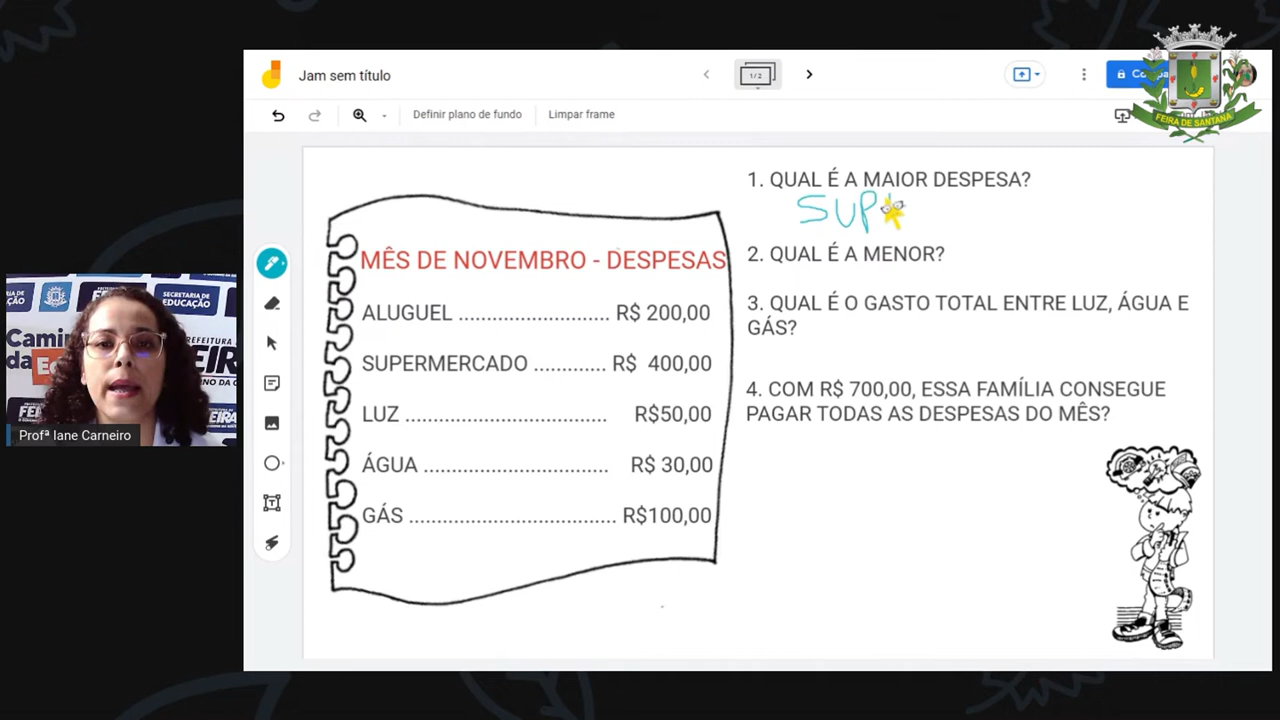 Jam sem título
1/2
Definir plano de fundo
Limpar frame
FEIRA DE SANTANA
1. QUAL É A MAIOR DESPESA?
SUP
2. QUAL É A MENOR?
3. QUAL É O GASTO TOTAL ENTRE LUZ, ÁGUA E
GÁS?
4. COM R$ 700,00, ESSA FAMÍLIA CONSEGUE
PAGAR TODAS AS DESPESAS DO MÊS?
MÊS DE NOVEMBRO - DESPESAS
ALUGUEL .......................... R$ 200,00
SUPERMERCADO ............ R$ 400,00
LUZ .................................. R$50,00
ÁGUA ............................... R$ 30,00
GÁS ................................... R$100,00
SECRETARIA DE
EDUCAÇÃO
PREFEITURA
Profª Iane Carneiro